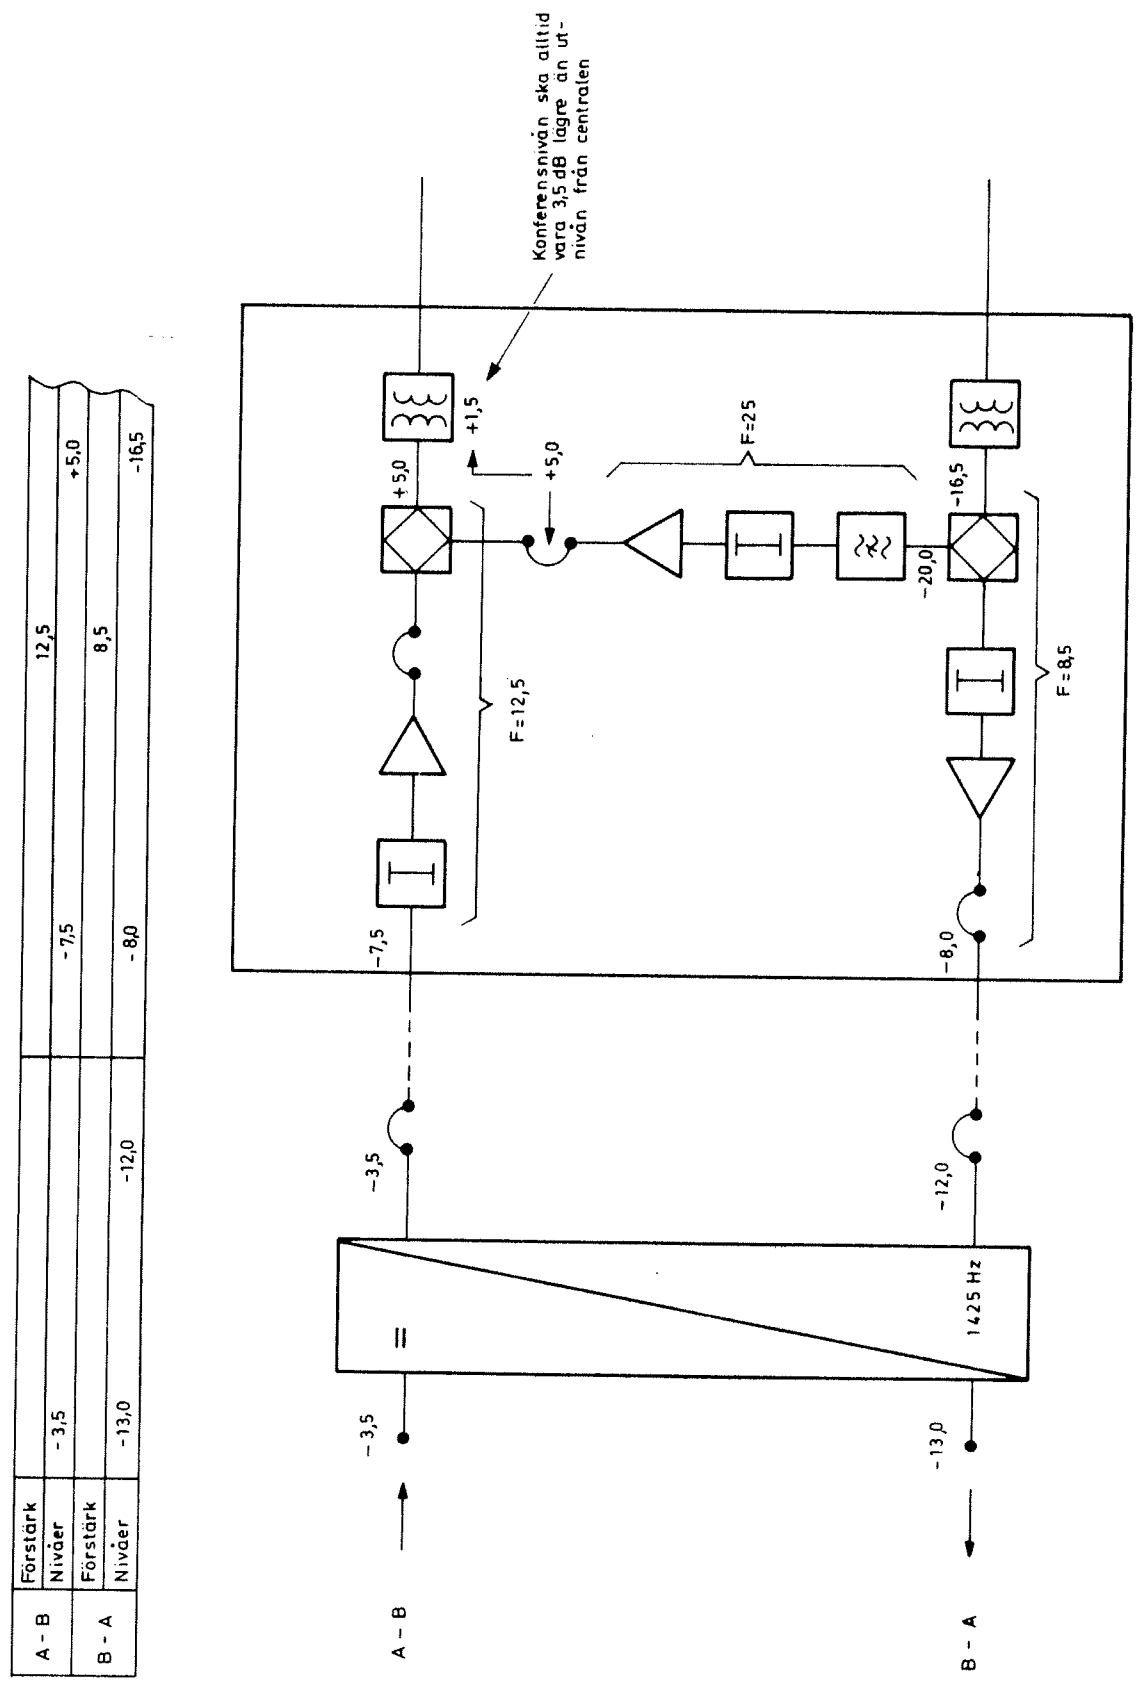 A - B
Förstärk
12,5
Nivåer
-3,5
-7,5
+5,0
B - A
Förstärk
8,5
Nivåer
-13,0
-12,0
-8,0
-16,5
A - B
-3,5
=
-3,5
-7,5
+5,0
F=12,5
+1,5
+5,0
Konferensnivån ska alltid
vara 3,5 dB lägre än ut-
nivån från centralen
F=25
-20,0
-16,5
B - A
-13,0
1425 Hz
-12,0
-8,0
F=8,5